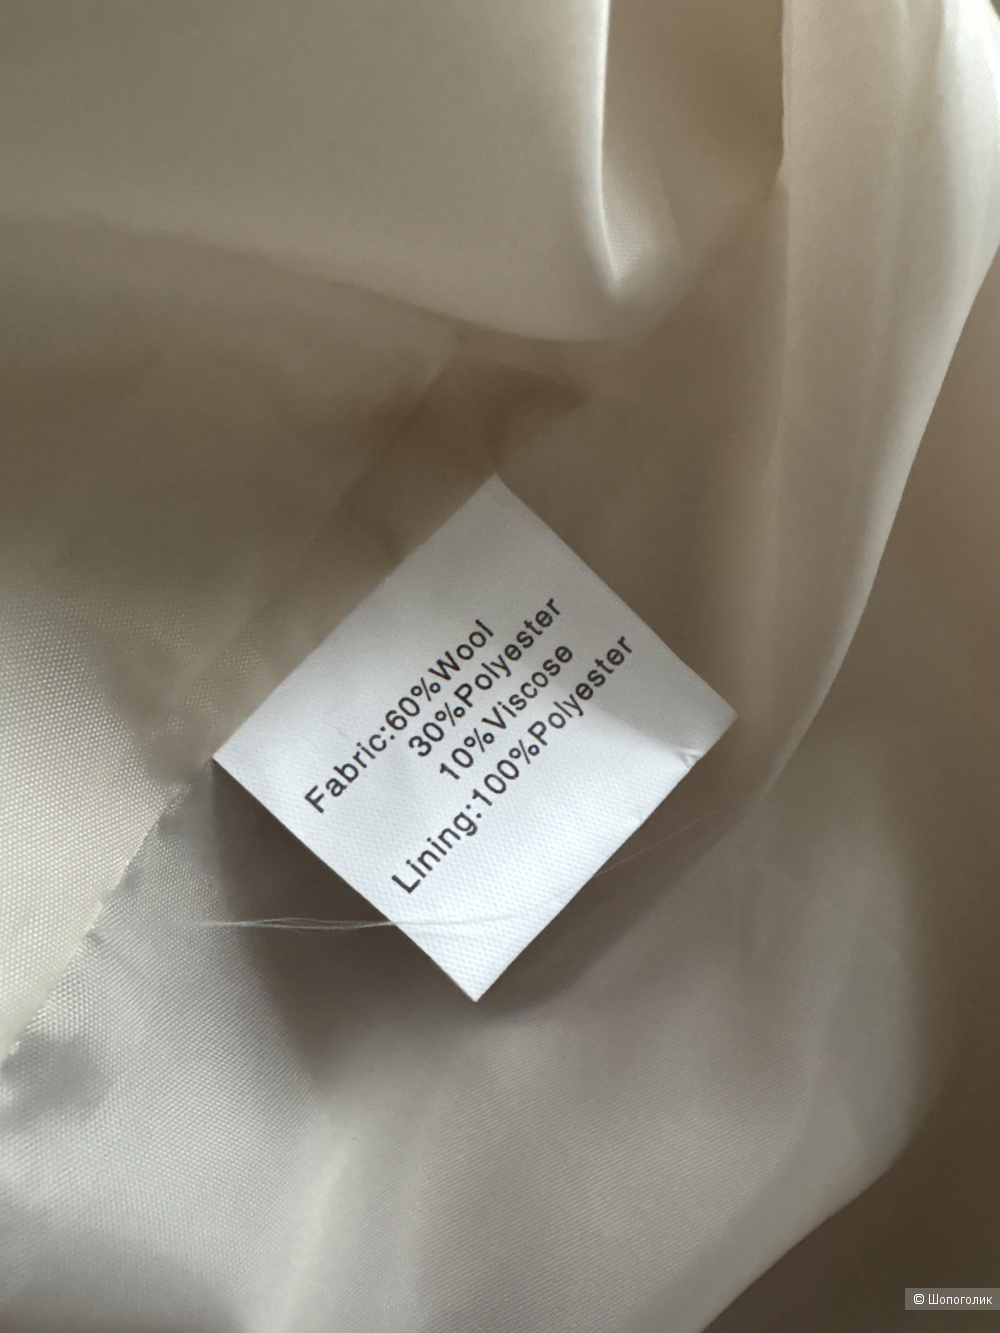 Fabric:60%Wool
30%Polyester
10%Viscose
Lining:100%Polyester
© Шопоголик